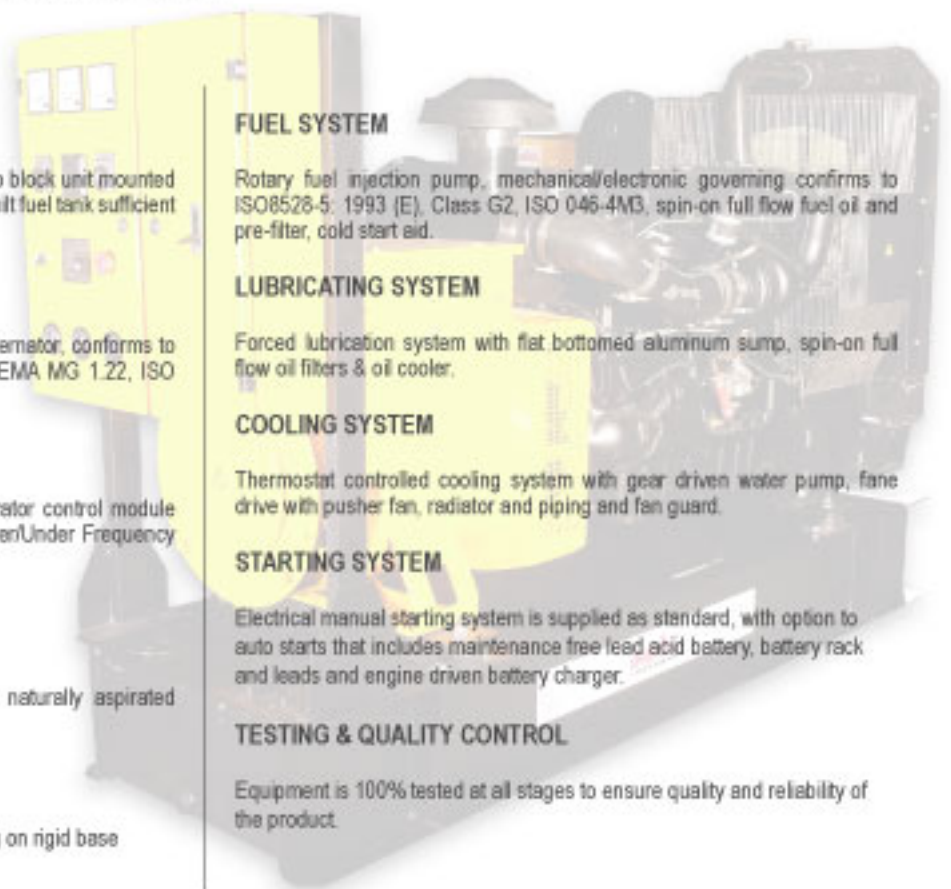 o block unit mounted
ilt fuel tank sufficient
ernator, conforms to
EMA MG 1.22, ISO
rator control module
er/Under Frequency
naturally aspirated
g on rigid base
FUEL SYSTEM
Rotary fuel injection pump, mechanical/electronic governing confirms to
ISO8528-5: 1993 (E), Class G2, ISO 046-4M3, spin-on full flow fuel oil and
pre-filter, cold start aid.
LUBRICATING SYSTEM
Forced lubrication system with flat bottomed aluminum sump, spin-on full
flow oil filters & oil cooler.
COOLING SYSTEM
Thermostat controlled cooling system with gear driven water pump, fane
drive with pusher fan, radiator and piping and fan guard.
STARTING SYSTEM
Electrical manual starting system is supplied as standard, with option to
auto starts that includes maintenance free lead acid battery, battery rack
and leads and engine driven battery charger.
TESTING & QUALITY CONTROL
Equipment is 100% tested at all stages to ensure quality and reliability of
the product.